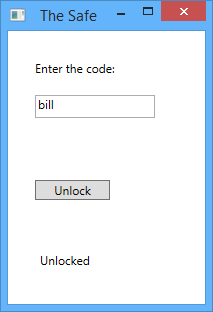 The Safe
Enter the code:
bill
Unlock
Unlocked